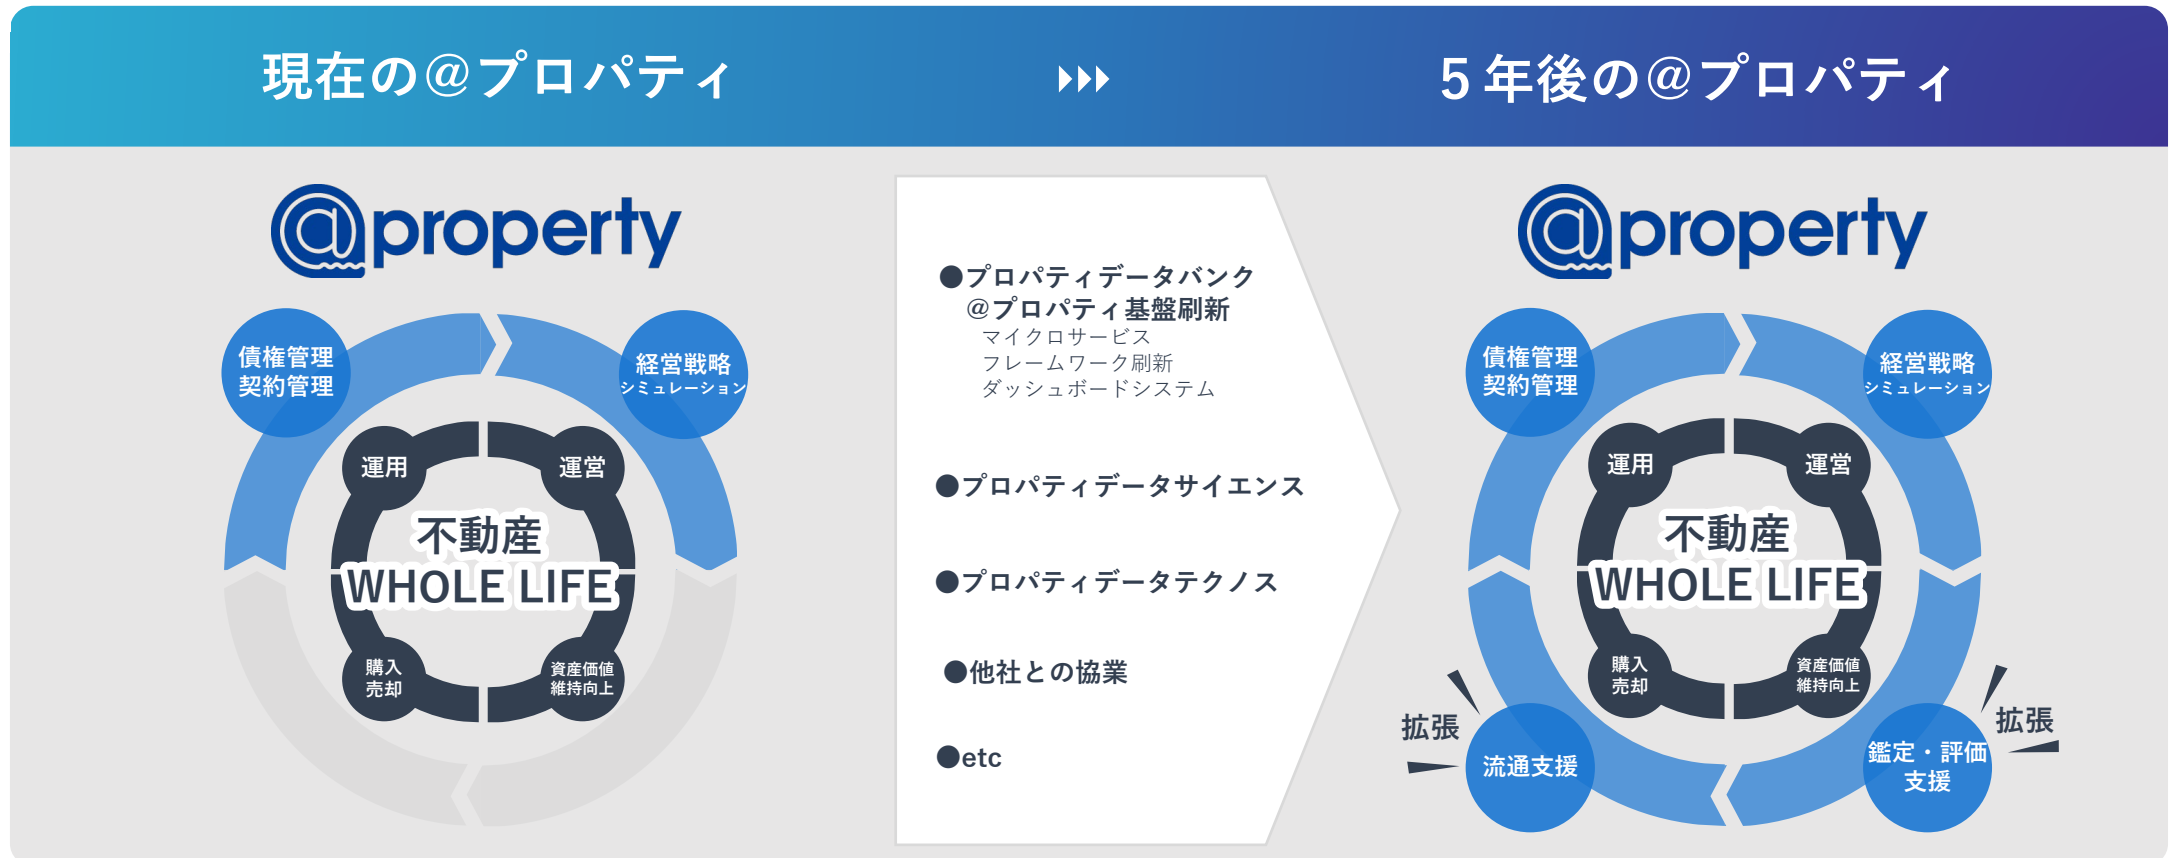 現在の@プロパティ
5年後の@プロパティ
@property
債権管理
契約管理
経営戦略
シミュレーション
運用
運営
不動産
WHOLE LIFE
購入
売却
資産価値
維持向上
●プロパティデータバンク
@プロパティ基盤刷新
マイクロサービス
フレームワーク刷新
ダッシュボードシステム
●プロパティデータサイエンス
●プロパティデータテクノス
●他社との協業
●etc
@property
債権管理
契約管理
経営戦略
シミュレーション
運用
運営
不動産
WHOLE LIFE
購入
売却
資産価値
維持向上
拡張
流通支援
拡張
鑑定・評価
支援